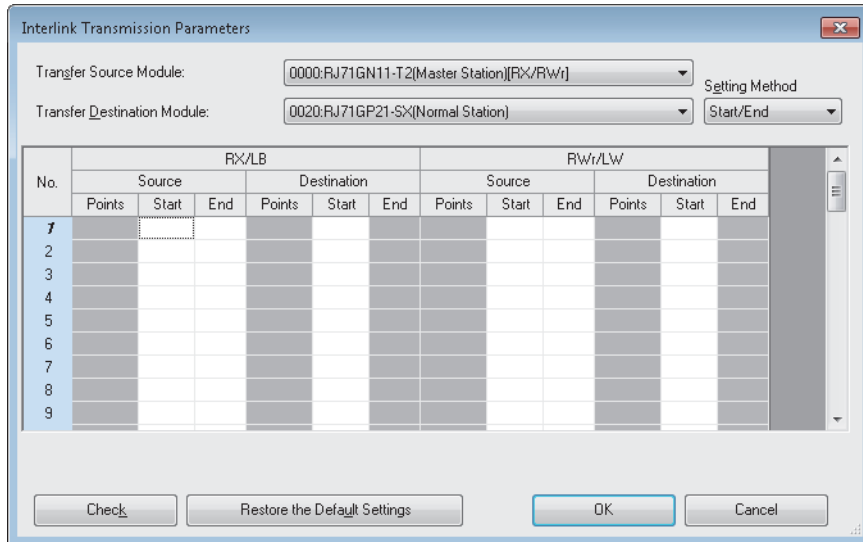 Interlink Transmission Parameters
Transfer Source Module: 0000:RJ71GN11-T2(Master Station)[RX/RWr]
Setting Method
Transfer Destination Module: 0020:RJ71GP21-SX(Normal Station) Start/End
No. RX/LB RWr/LW
Source Destination Source Destination
Points Start End Points Start End Points Start End Points Start End
1
2
3
4
5
6
7
8
9
Check Restore the Default Settings OK Cancel